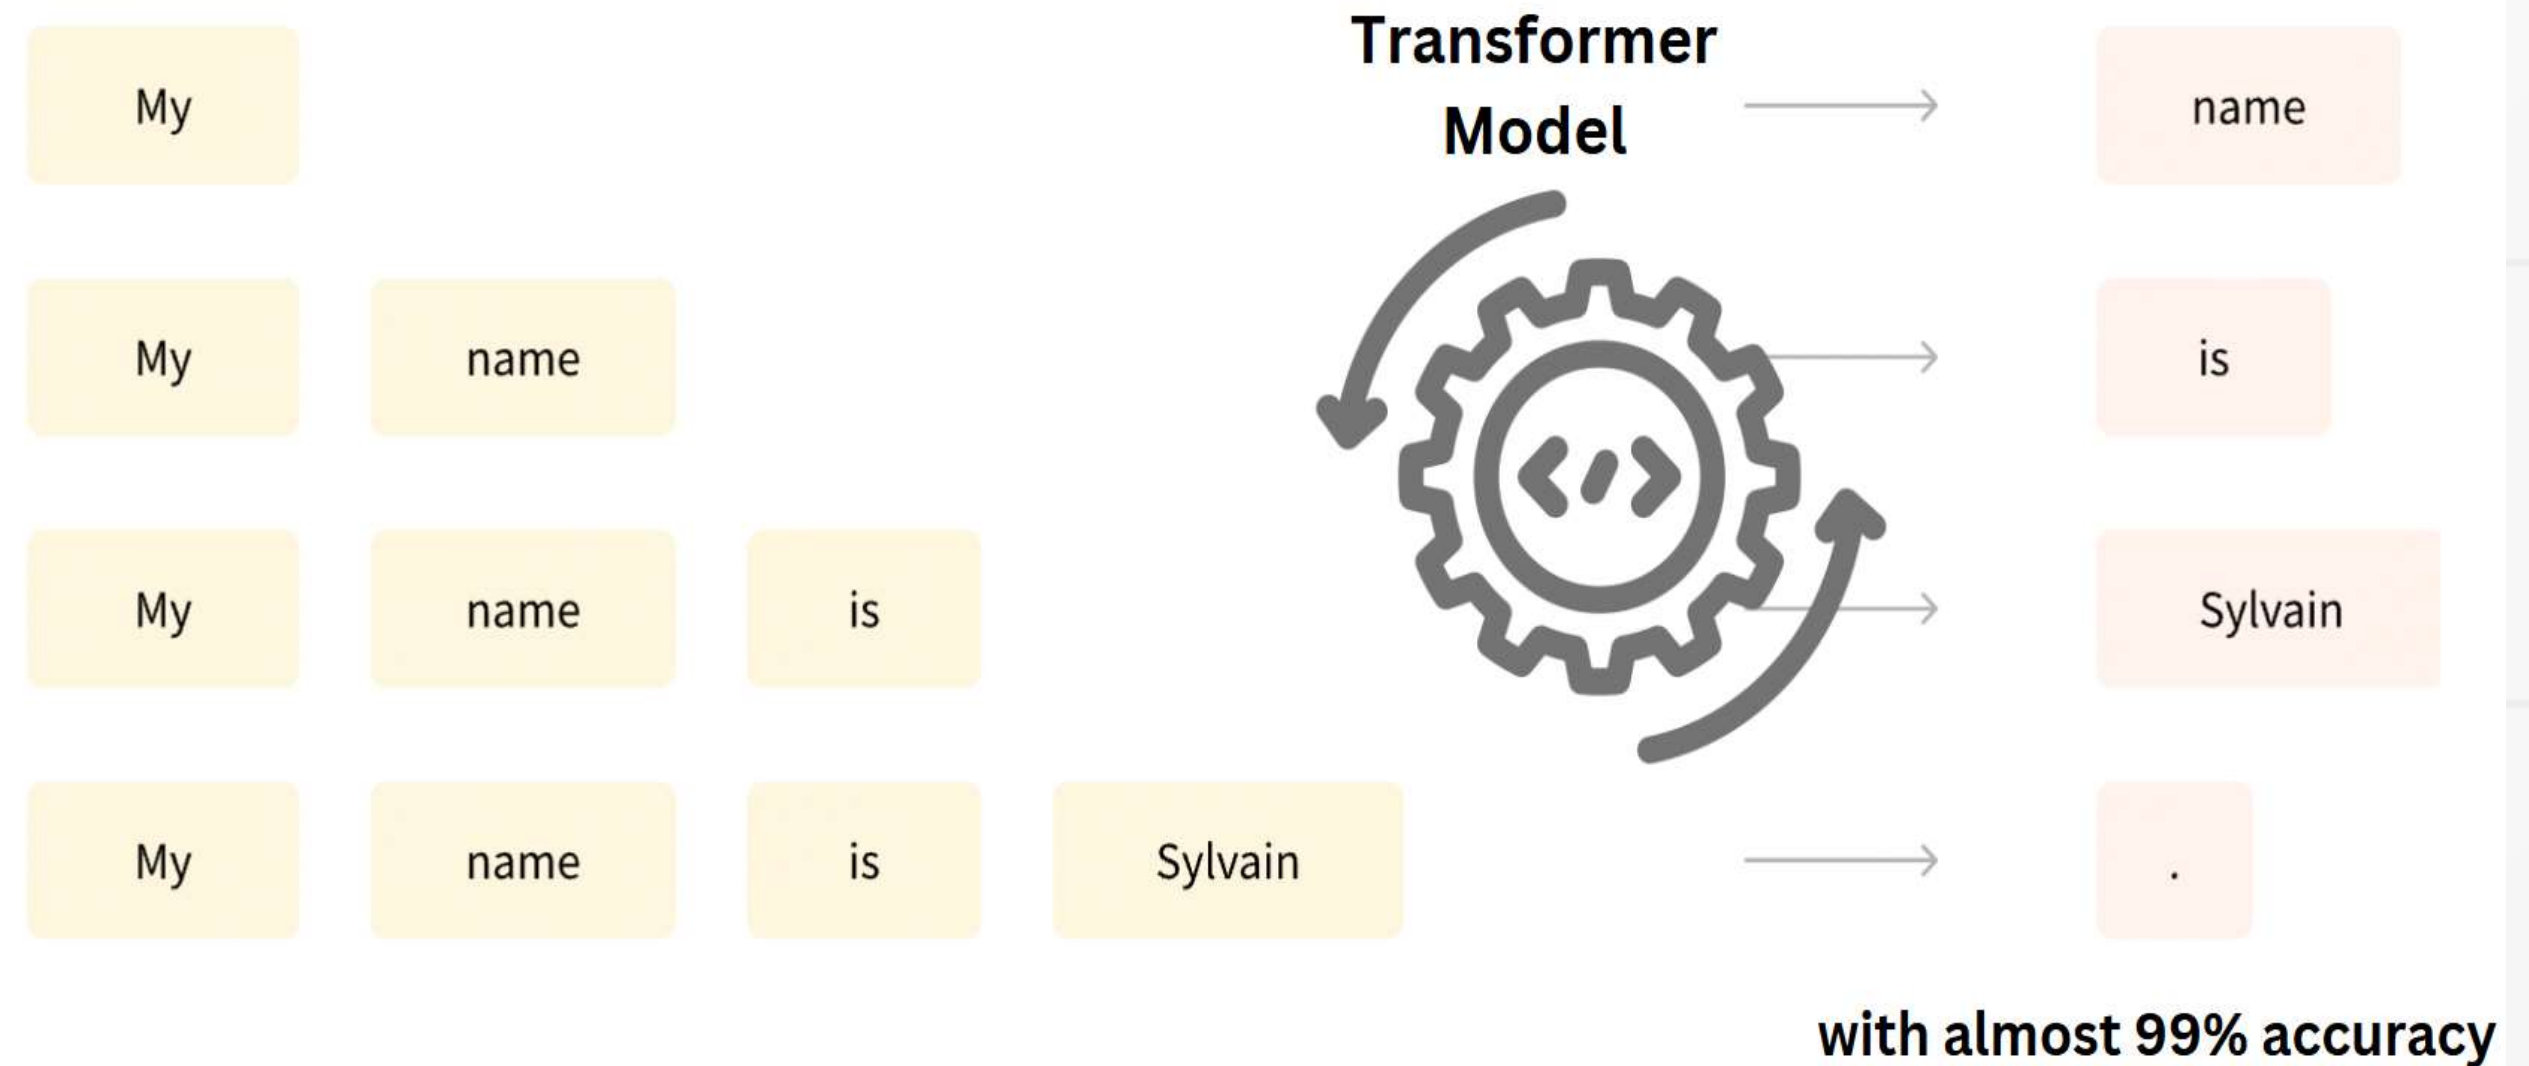 Transformer
Model
My name
My name is
My name is Sylvain
My name is Sylvain .
with almost 99% accuracy